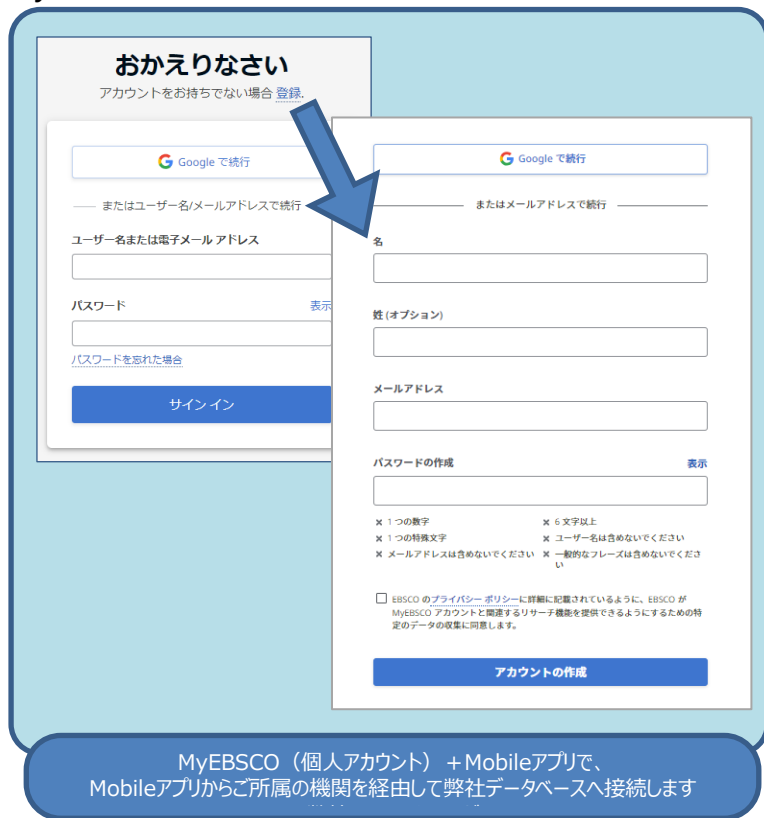 おかえりなさい
アカウントをお持ちでない場合 登録.
Google で続行
またはユーザー名/メールアドレスで続行
ユーザー名または電子メール アドレス
パスワード
表示
パスワードを忘れた場合
サイン イン
Google で続行
またはメールアドレスで続行
名
姓 (オプション)
メールアドレス
パスワードの作成
表示
1 つの数字
6 文字以上
1 つの特殊文字
ユーザー名は含めないでください
メールアドレスは含めないでください
一般的なフレーズは含めないでくださ
い
EBSCO のプライバシー ポリシーに詳細に記載されているように、EBSCO が
MyEBSCO アカウントと関連するリサーチ機能を提供できるようにするための特
定のデータの収集に同意します。
アカウントの作成
MyEBSCO（個人アカウント）＋Mobileアプリで、
Mobileアプリからご所属の機関を経由して弊社データベースへ接続します